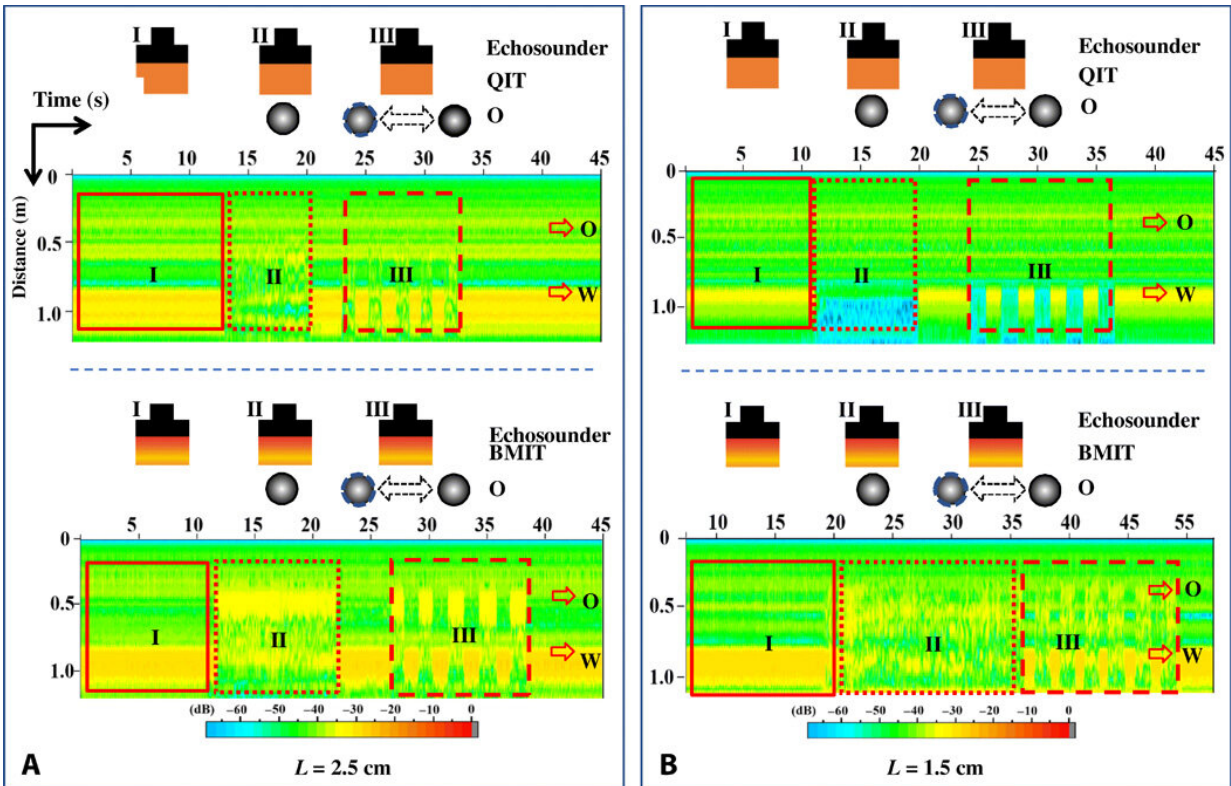 I II III Echosounder
QIT
Time (s) O
5 10 15 20 25 30 35 45
Distance (m)
0
0.5
1.0
I II III
O
W
I II III
Echosounder
BMIT
O
0 5 10 15 20 25 30 35 40 45
0
0.5
1.0
I II III
O
W
(dB) −60 −50 −40 −30 −20 −10 0
A L = 2.5 cm
I II III Echosounder
QIT
O
5 10 15 20 25 30 35 45
0
0.5
1.0
I II III
O
W
I II III Echosounder
BMIT
O
10 15 20 25 30 35 40 45 55
0
0.5
1.0
I II III
O
W
(dB) −60 −50 −40 −30 −20 −10 0
B L = 1.5 cm